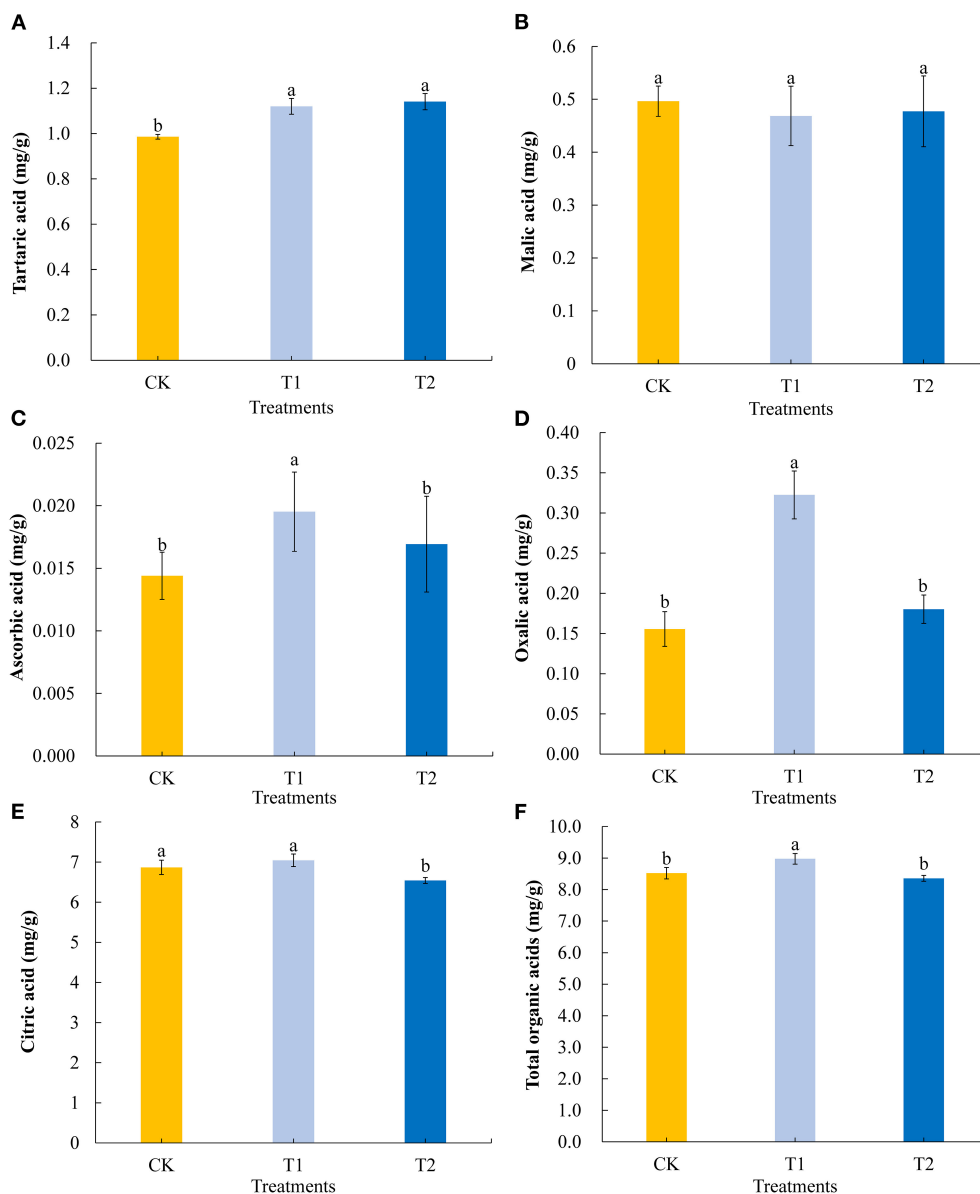 A
Tartaric acid (mg/g)
1.4
1.2
1.0
0.8
0.6
0.4
0.2
0.0
b
a
a
CK
T1
T2
Treatments
B
Malic acid (mg/g)
0.6
0.5
0.4
0.3
0.2
0.1
0
a
a
a
CK
T1
T2
Treatments
C
Ascorbic acid (mg/g)
0.025
0.020
0.015
0.010
0.005
0.000
b
a
b
CK
T1
T2
Treatments
D
Oxalic acid (mg/g)
0.40
0.35
0.30
0.25
0.20
0.15
0.10
0.05
0.00
b
a
b
CK
T1
T2
Treatments
E
Citric acid (mg/g)
8
7
6
5
4
3
2
1
0
a
a
b
CK
T1
T2
Treatments
F
Total organic acids (mg/g)
10.0
9.0
8.0
7.0
6.0
5.0
4.0
3.0
2.0
1.0
0.0
b
a
b
CK
T1
T2
Treatments